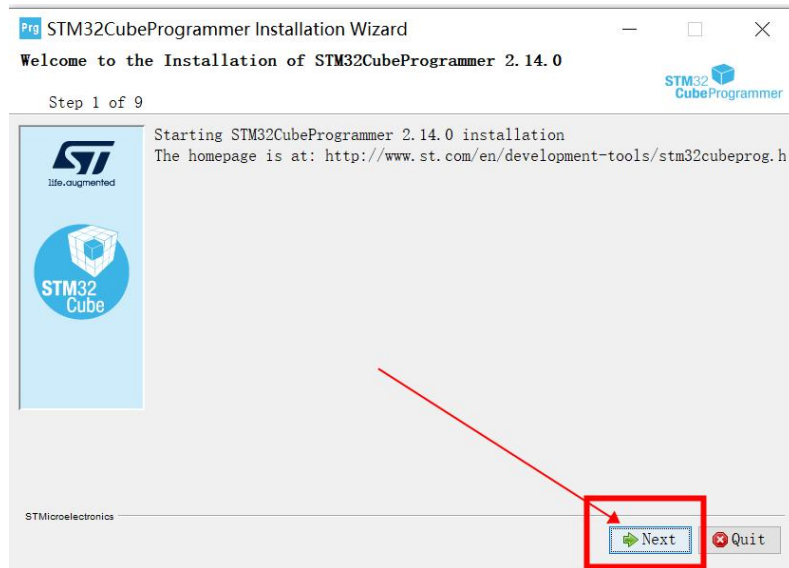 Prg STM32CubeProgrammer Installation Wizard
Welcome to the Installation of STM32CubeProgrammer 2.14.0
Step 1 of 9
STM32
CubeProgrammer
ST
life.augmented
STM32
Cube
Starting STM32CubeProgrammer 2.14.0 installation
The homepage is at: http://www.st.com/en/development-tools/stm32cubeprog.h
STMicroelectronics
Next
Quit